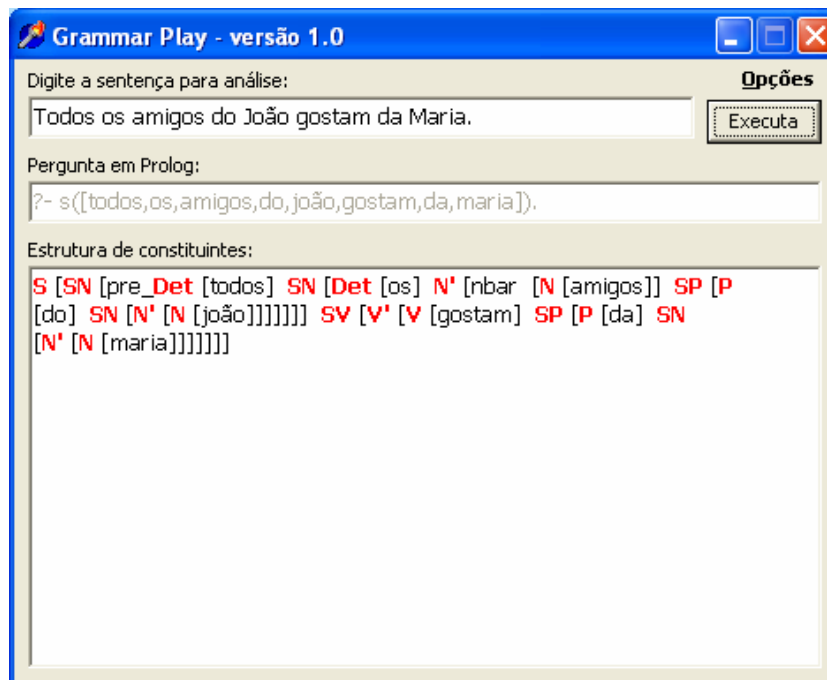 Grammar Play - versão 1.0
Digite a sentença para análise:
Opções
Todos os amigos do João gostam da Maria.
Executa
Pergunta em Prolog:
?- s([todos,os,amigos,do,joão,gostam,da,maria]).
Estrutura de constituintes:
S [SN [pre_Det [todos] SN [Det [os] N' [nbar [N [amigos]] SP [P
[do] SN [N' [N [joão]]]]]]] SV [V' [V [gostam] SP [P [da] SN
[N' [N [maria]]]]]]]